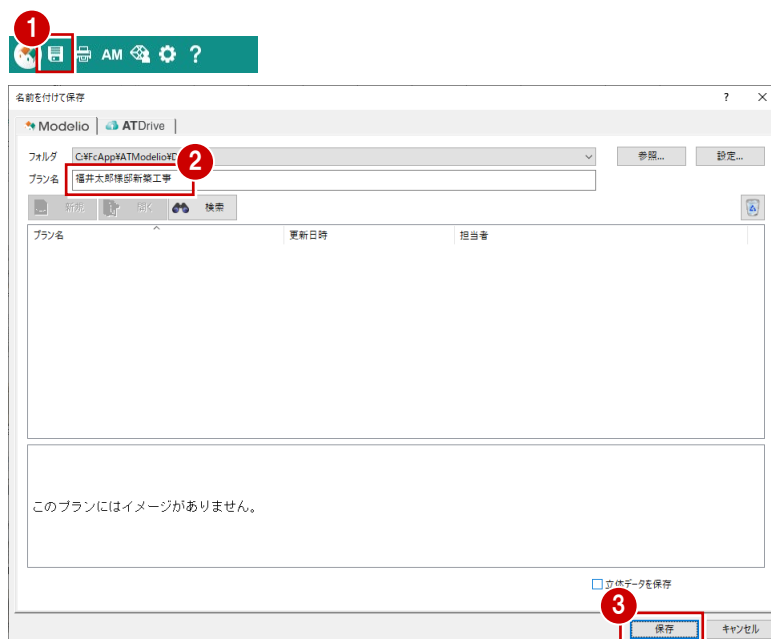 1
AM ?
名前を付けて保存 ? ×
Modelio ATDrive
フォルダ C:¥FcApp¥ATModelio¥D 参照... 設定...
2
プラン名 福井太郎様邸新築工事
新規 開く 検索
プラン名 更新日時 担当者
このプランにはイメージがありません。
立体データを保存
3
保存 キャンセル